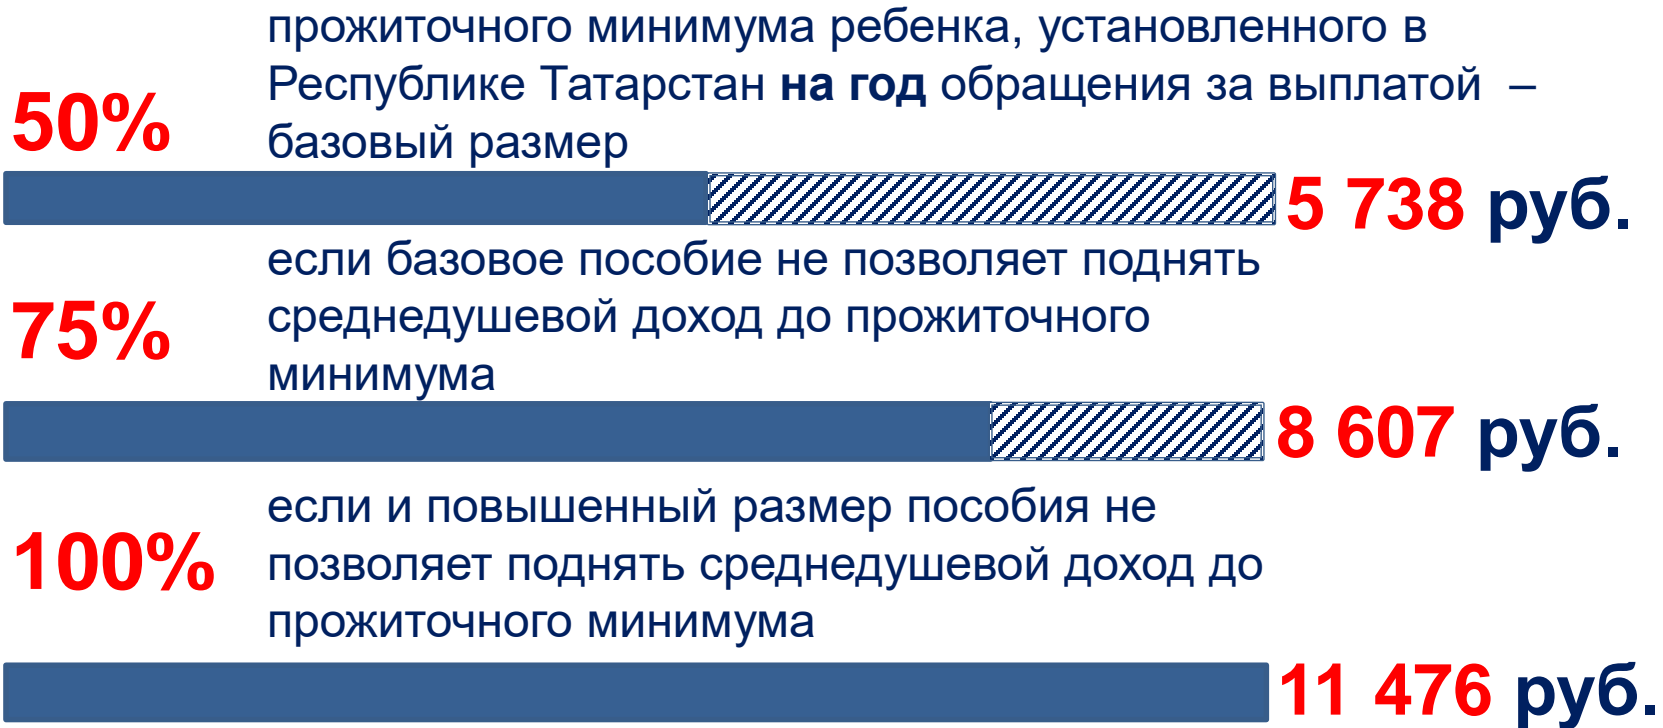 50%
прожиточного минимума ребенка, установленного в
Республике Татарстан на год обращения за выплатой –
базовый размер
5 738 руб.
75%
если базовое пособие не позволяет поднять
среднедушевой доход до прожиточного
минимума
8 607 руб.
100%
если и повышенный размер пособия не
позволяет поднять среднедушевой доход до
прожиточного минимума
11 476 руб.